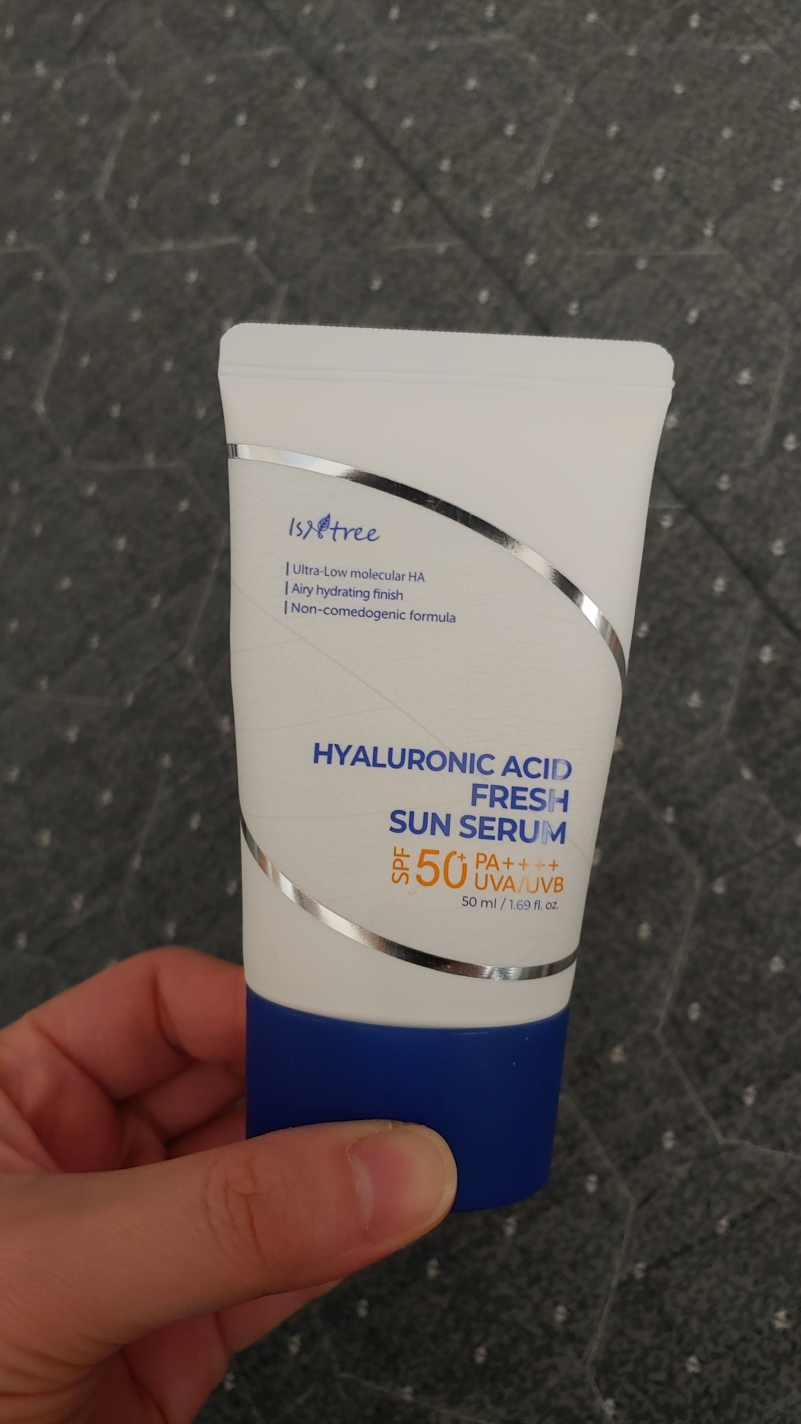 Isntree
Ultra-Low molecular HA
Airy hydrating finish
Non-comedogenic formula
HYALURONIC ACID
FRESH
SUN SERUM
SPF 50+ PA++++
UVA/UVB
50 ml / 1.69 fl. oz.